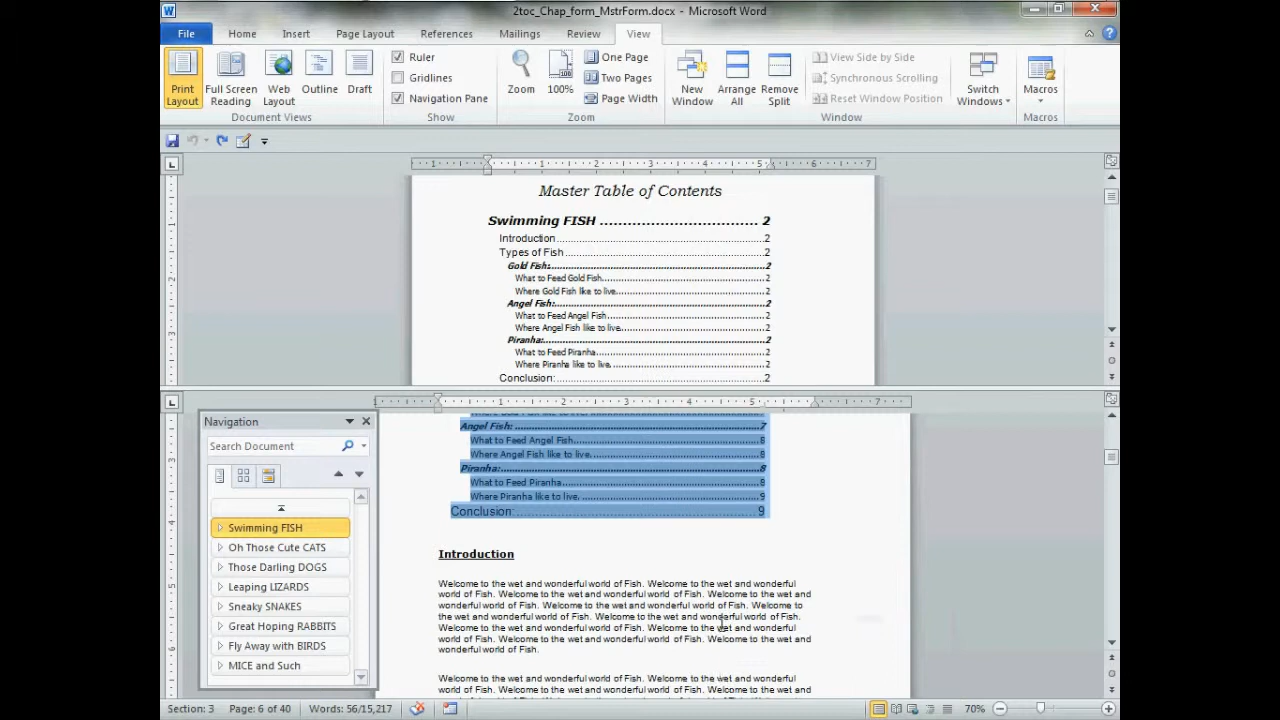 2toc_Chap_form_MstrForm.docx - Microsoft Word
File Home Insert Page Layout References Mailings Review View
Print Layout
Full Screen Reading
Web Layout
Outline
Draft
Document Views
Ruler
Gridlines
Navigation Pane
Show
Zoom
100%
One Page
Two Pages
Page Width
Zoom
New Window
Arrange All
Remove Split
View Side by Side
Synchronous Scrolling
Reset Window Position
Window
Switch Windows
Macros
Macros
Master Table of Contents
Swimming FISH ................................. 2
Introduction ................................. 2
Types of Fish ................................. 2
Gold Fish: ................................. 2
What to Feed Gold Fish ................................. 2
Where Gold Fish like to live. ................................. 2
Angel Fish: ................................. 2
What to Feed Angel Fish ................................. 2
Where Angel Fish like to live. ................................. 2
Piranha: ................................. 2
What to Feed Piranha ................................. 2
Where Piranha like to live. ................................. 2
Conclusion: ................................. 2
Navigation
Search Document
Swimming FISH
Oh Those Cute CATS
Those Darling DOGS
Leaping LIZARDS
Sneaky SNAKES
Great Hoping RABBITS
Fly Away with BIRDS
MICE and Such
Angel Fish: ................................. 7
What to Feed Angel Fish ................................. 8
Where Angel Fish like to live. ................................. 8
Piranha: ................................. 8
What to Feed Piranha ................................. 8
Where Piranha like to live. ................................. 9
Conclusion: ................................. 9
Introduction
Welcome to the wet and wonderful world of Fish. Welcome to the wet and wonderful
world of Fish. Welcome to the wet and wonderful world of Fish. Welcome to the wet and
wonderful world of Fish. Welcome to the wet and wonderful world of Fish. Welcome to
the wet and wonderful world of Fish. Welcome to the wet and wonderful world of Fish.
Welcome to the wet and wonderful world of Fish. Welcome to the wet and wonderful
world of Fish. Welcome to the wet and wonderful world of Fish. Welcome to the wet and
wonderful world of Fish.
Welcome to the wet and wonderful world of Fish. Welcome to the wet and wonderful
world of Fish. Welcome to the wet and wonderful world of Fish. Welcome to the wet and
Section: 3 Page: 6 of 40 Words: 56/15,217 70%